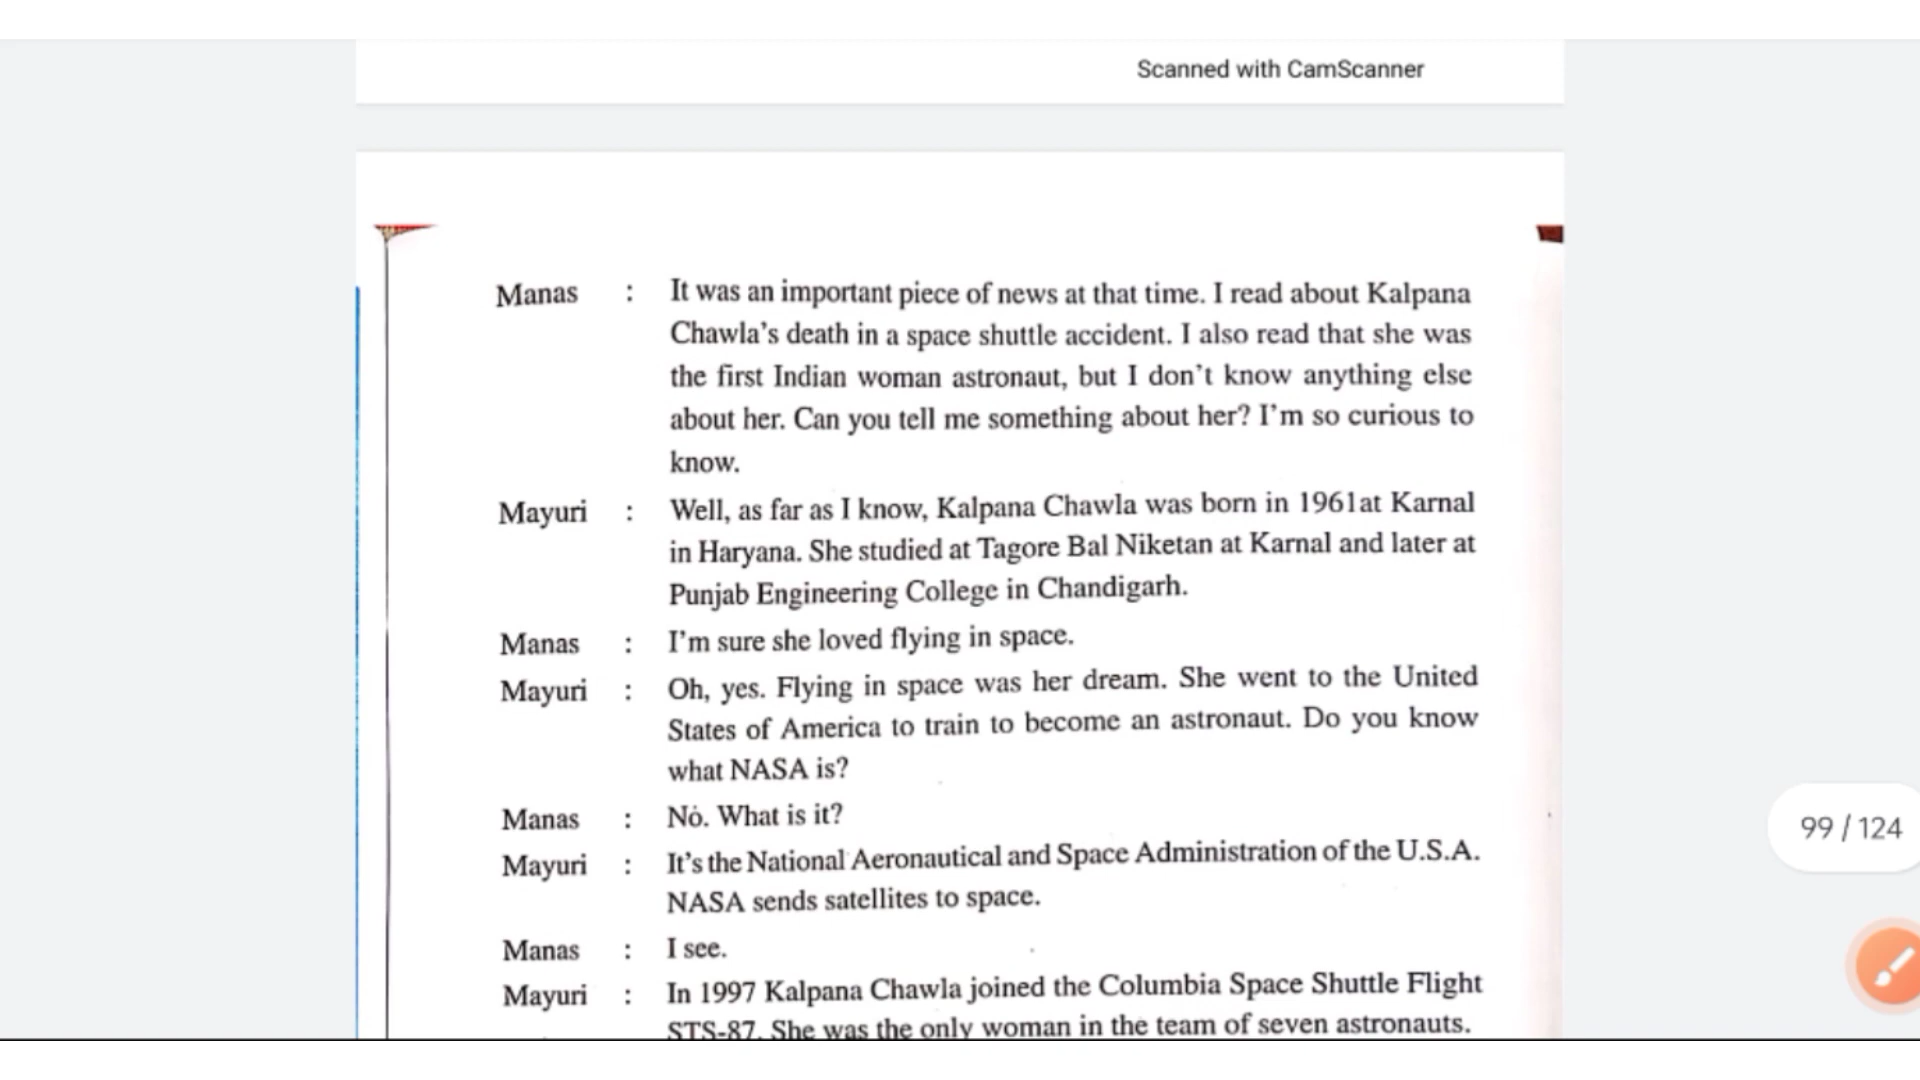 Scanned with CamScanner
Manas : It was an important piece of news at that time. I read about Kalpana
Chawla's death in a space shuttle accident. I also read that she was
the first Indian woman astronaut, but I don't know anything else
about her. Can you tell me something about her? I'm so curious to
know.
Mayuri : Well, as far as I know, Kalpana Chawla was born in 1961at Karnal
in Haryana. She studied at Tagore Bal Niketan at Karnal and later at
Punjab Engineering College in Chandigarh.
Manas : I'm sure she loved flying in space.
Mayuri : Oh, yes. Flying in space was her dream. She went to the United
States of America to train to become an astronaut. Do you know
what NASA is?
Manas : No. What is it?
Mayuri : It's the National Aeronautical and Space Administration of the U.S.A.
NASA sends satellites to space.
Manas : I see.
Mayuri : In 1997 Kalpana Chawla joined the Columbia Space Shuttle Flight
STS-87. She was the only woman in the team of seven astronauts.
99 / 124